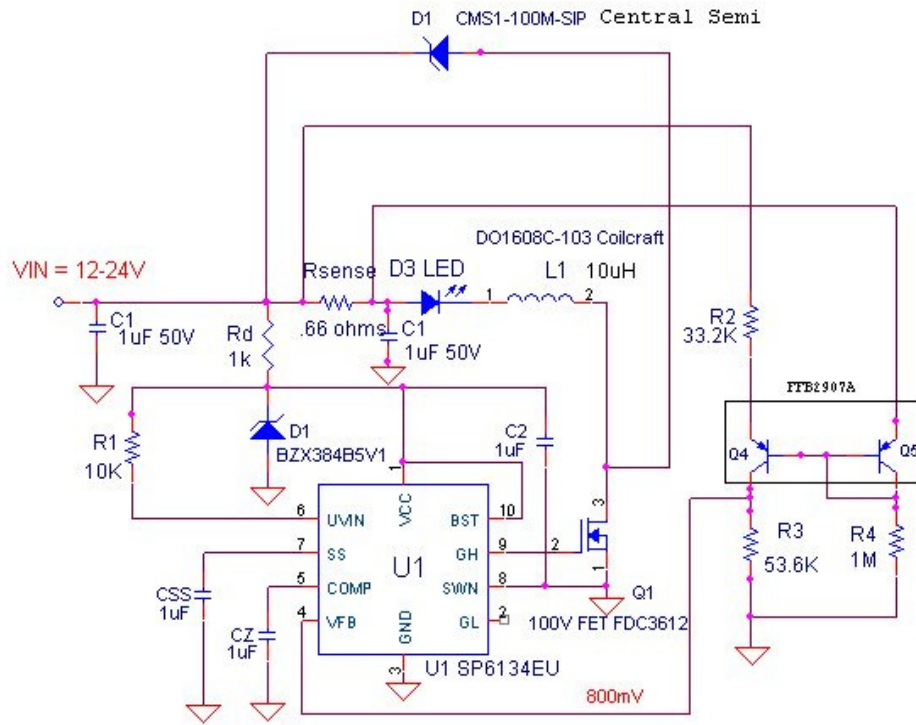 D1 CMS1-100M-SIP Central Semi
DO1608C-103 Coilcraft
VIN = 12-24V
Rsense
D3 LED
L1
10uH
1
2
C1
1uF 50V
Rd
1k
.66 ohms
C1
1uF 50V
R2
33.2K
FFB2907A
R1
10K
D1
BZX384B5V1
C2
1uF
Q4
Q5
1
3
6
UVIN
VCC
BST
10
7
SS
U1
GH
9
2
R3
53.6K
R4
1M
CSS
1uF
5
COMP
SWN
8
1
Q1
CZ
1uF
4
VFB
GND
GL
2
100V FET FDC3612
3
U1 SP6134EU
800mV